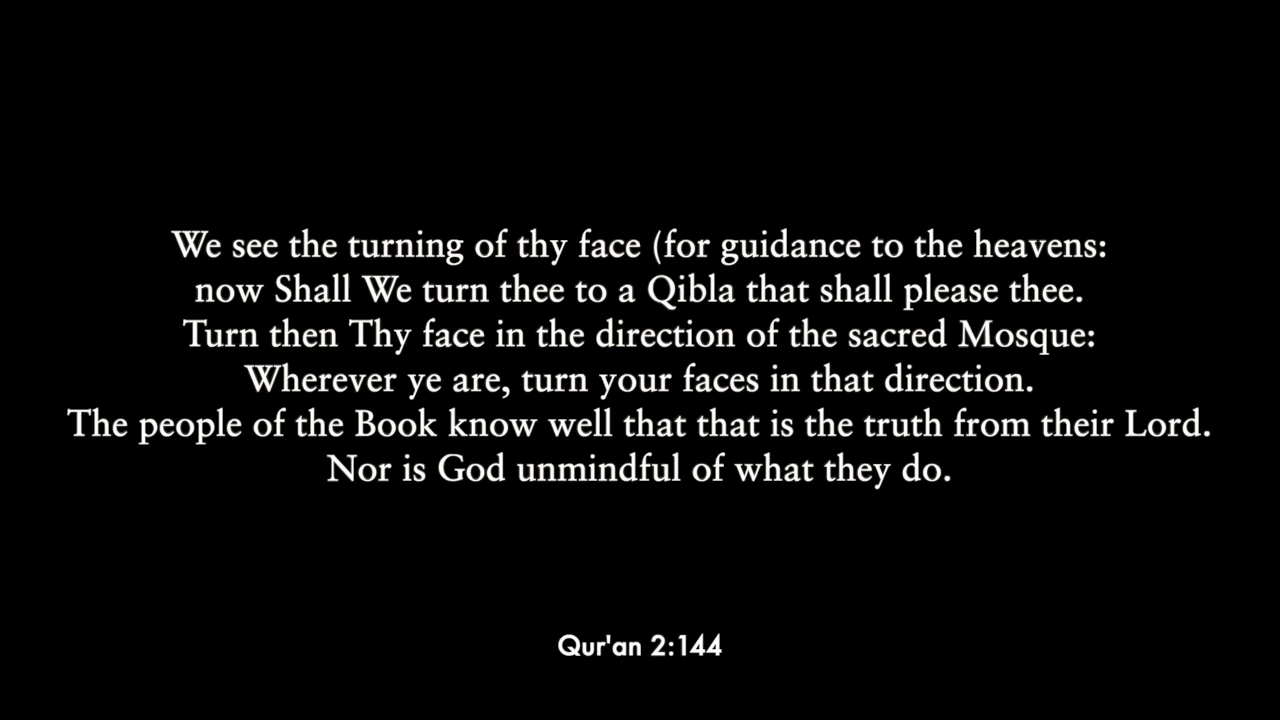 We see the turning of thy face (for guidance to the heavens:
now Shall We turn thee to a Qibla that shall please thee.
Turn then Thy face in the direction of the sacred Mosque:
Wherever ye are, turn your faces in that direction.
The people of the Book know well that that is the truth from their Lord.
Nor is God unmindful of what they do.
Qur'an 2:144